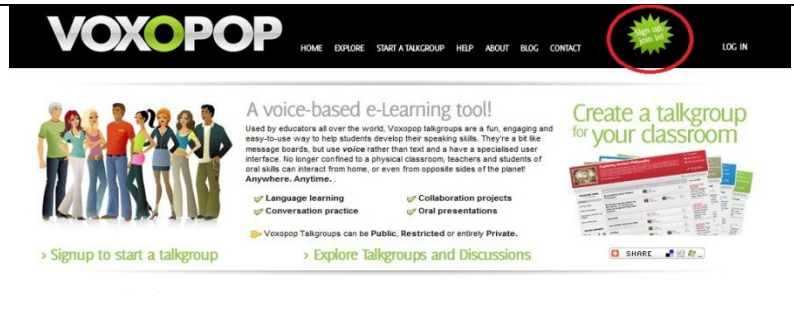 VOXOPOP
HOME EXPLORE START A TALKGROUP HELP ABOUT BLOG CONTACT
Sign up,
join in!
LOG IN
A voice-based e-Learning tool!
Used by educators all over the world, Voxopop talkgroups are a fun, engaging and
easy-to-use way to help students develop their speaking skills. They're a bit like
message boards, but use voice rather than text and a have a specialised user
interface. No longer confined to a physical classroom, teachers and students of
oral skills can interact from home, or even from opposite sides of the planet!
Anywhere. Anytime. .
Language learning
Collaboration projects
Conversation practice
Oral presentations
Voxopop Talkgroups can be Public, Restricted or entirely Private.
> Signup to start a talkgroup
> Explore Talkgroups and Discussions
Create a talkgroup
for your classroom
SHARE